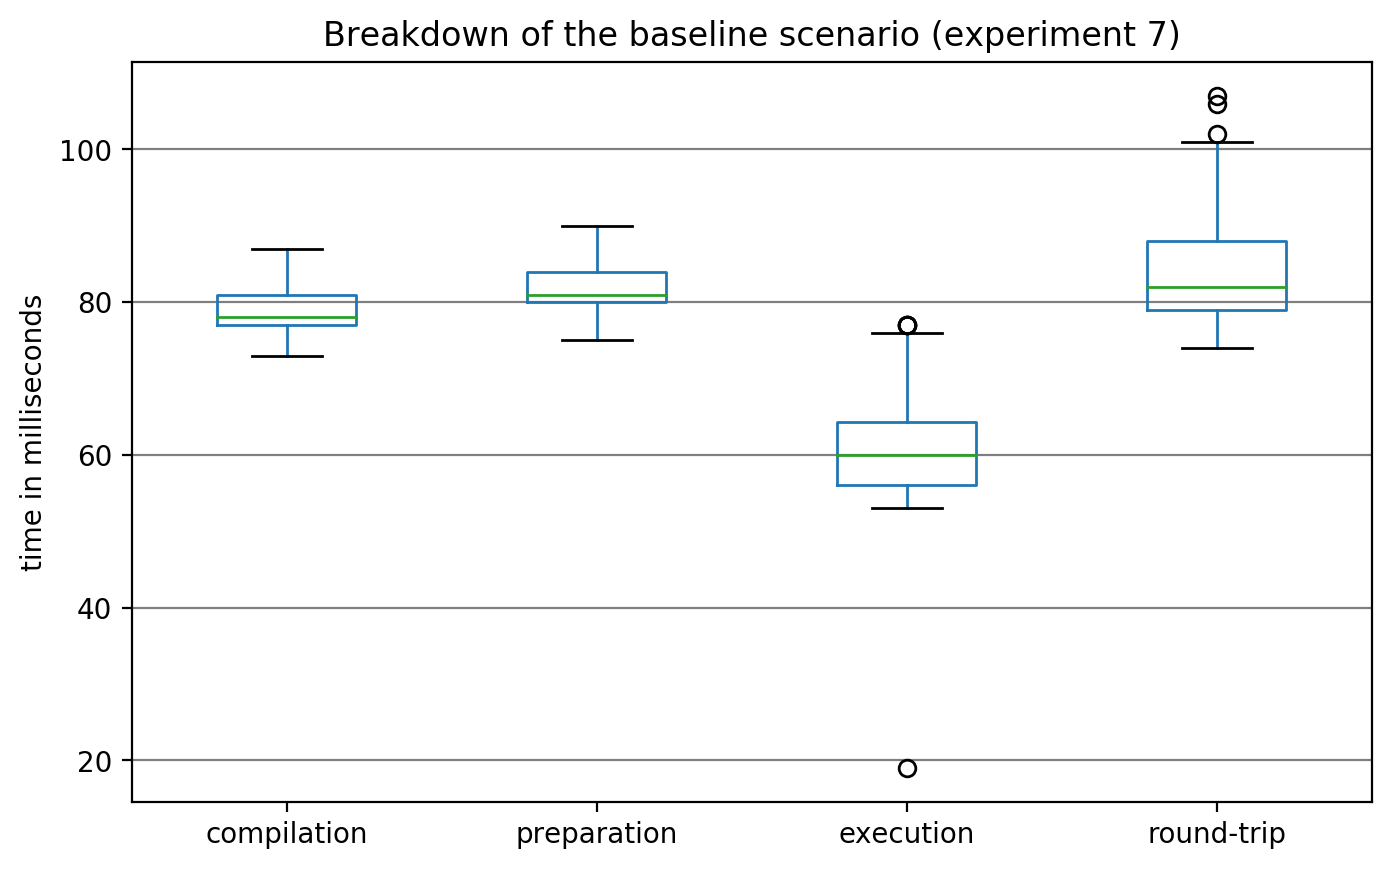 Breakdown of the baseline scenario (experiment 7)
time in milliseconds
100
80
60
40
20
compilation preparation execution round-trip